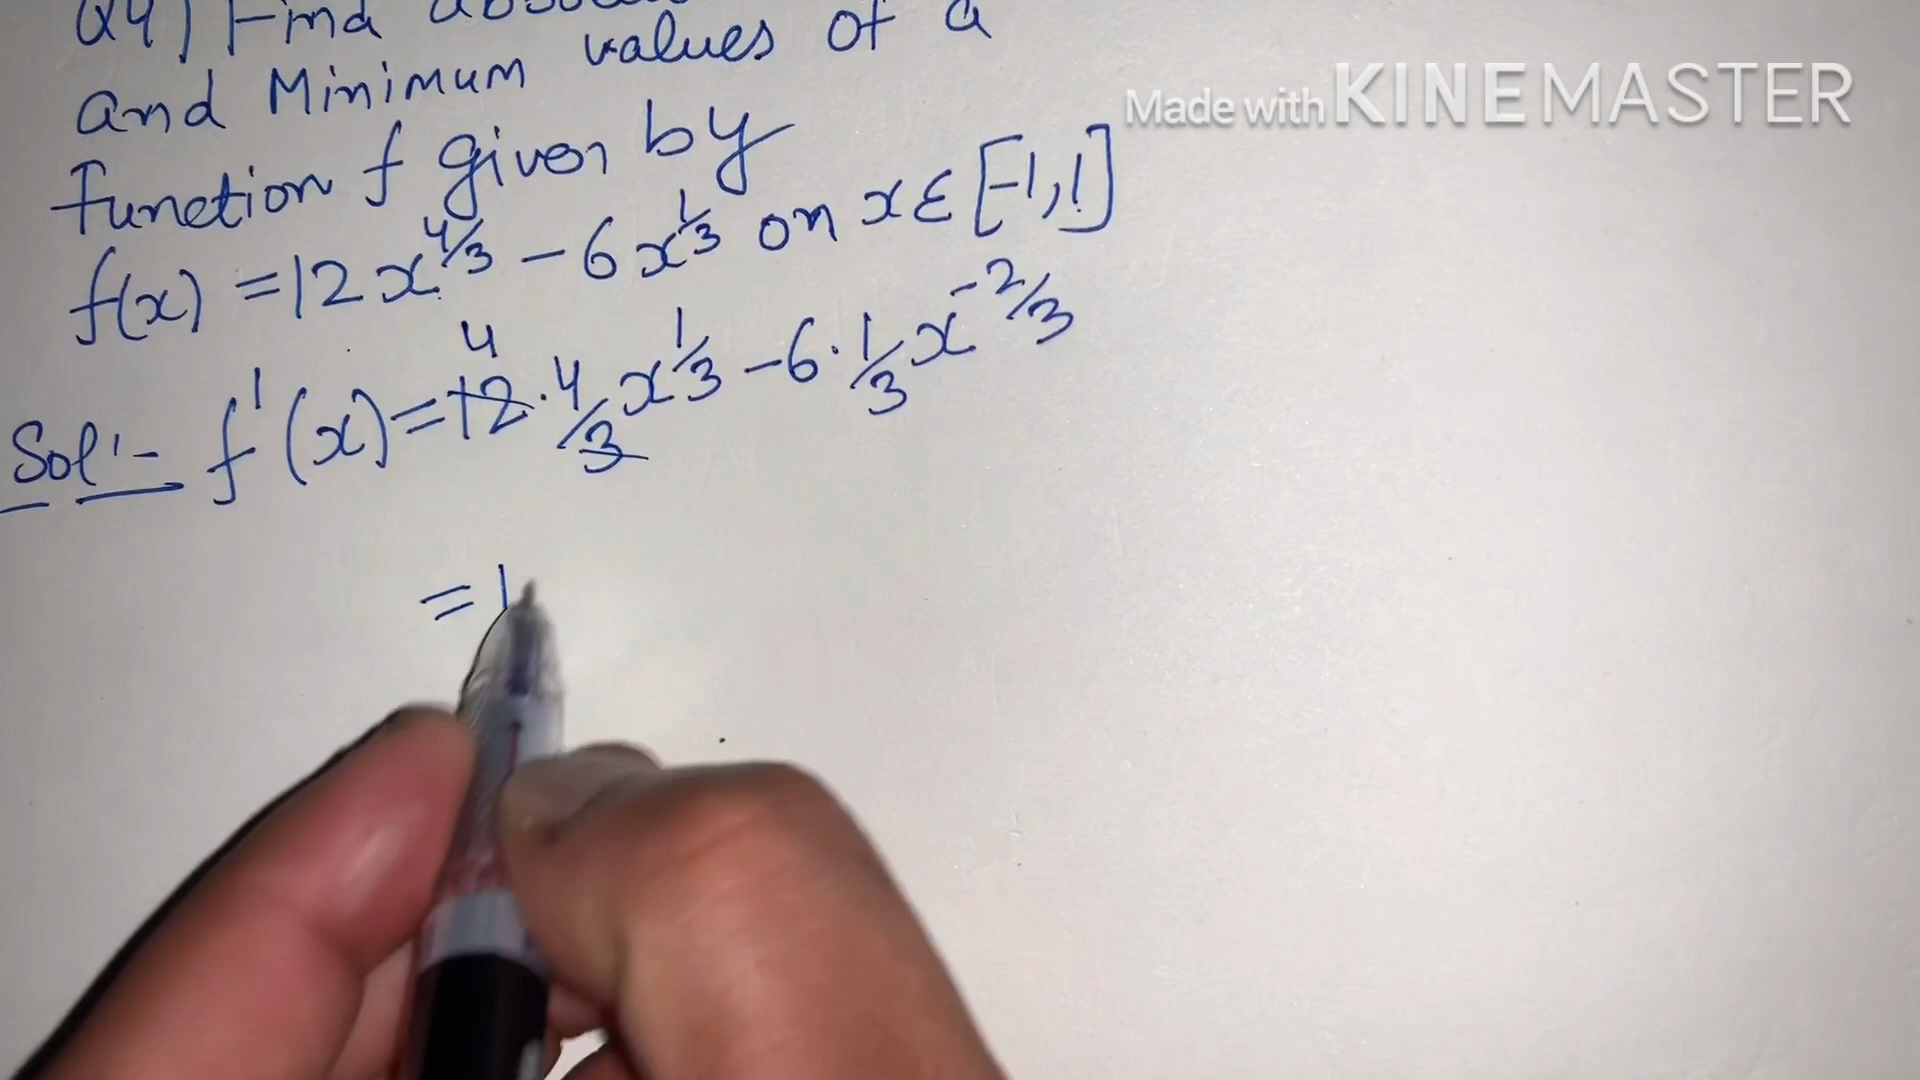 Q4) Find
and Minimum values of a
function f given by
f(x) = 12x^{4/3} - 6x^{1/3} on x ∈ [-1, 1]
Sol:- f'(x) = 12 · 4/3 x^{1/3} - 6 · 1/3 x^{-2/3}
4
= 1
Made with KINEMASTER